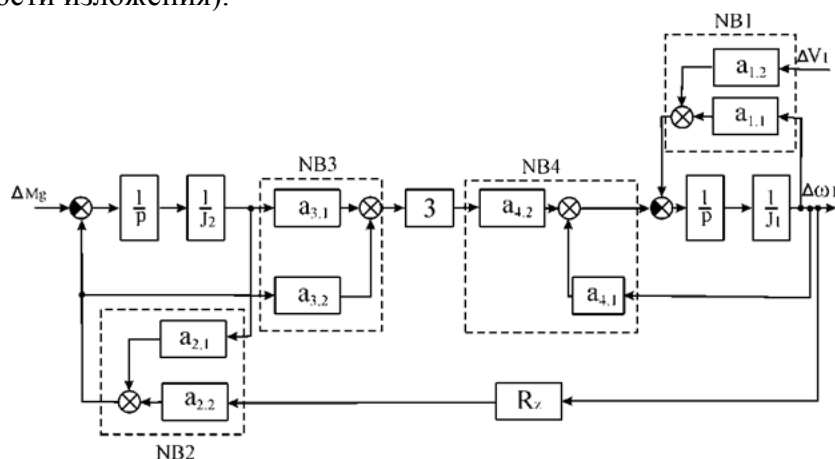 ости изложения).
NB1
a1.2
ΔV1
a1.1
NB3
NB4
ΔMg
1/p
1/J2
a3.1
3
a4.2
1/p
1/J1
Δω1
a3.2
a4.1
a2.1
a2.2
Rz
NB2